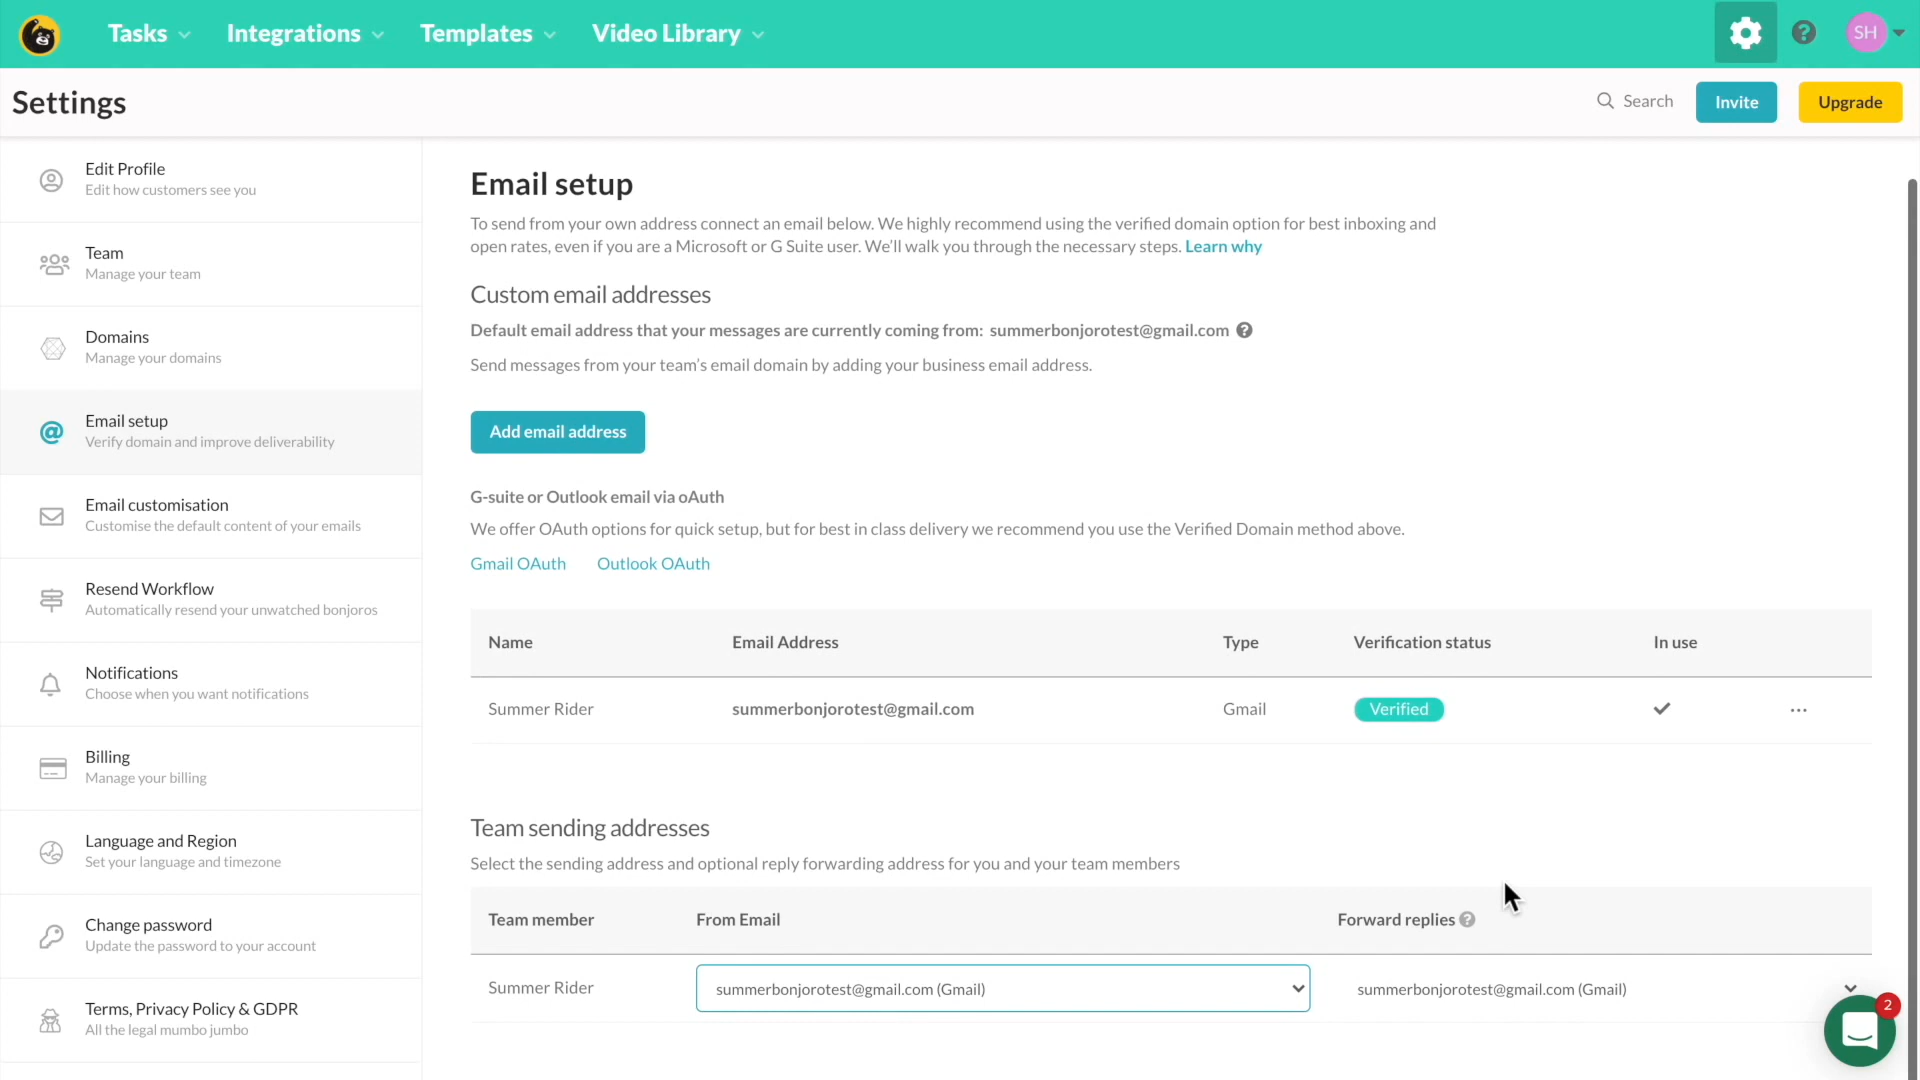 Tasks Integrations Templates Video Library SH
Settings
Search Invite Upgrade
Edit Profile
Edit how customers see you
Team
Manage your team
Domains
Manage your domains
Email setup
Verify domain and improve deliverability
Email customisation
Customise the default content of your emails
Resend Workflow
Automatically resend your unwatched bonjoros
Notifications
Choose when you want notifications
Billing
Manage your billing
Language and Region
Set your language and timezone
Change password
Update the password to your account
Terms, Privacy Policy & GDPR
All the legal mumbo jumbo
Email setup
To send from your own address connect an email below. We highly recommend using the verified domain option for best inboxing and
open rates, even if you are a Microsoft or G Suite user. We'll walk you through the necessary steps. Learn why
Custom email addresses
Default email address that your messages are currently coming from: summerbonjorotest@gmail.com ?
Send messages from your team's email domain by adding your business email address.
Add email address
G-suite or Outlook email via oAuth
We offer OAuth options for quick setup, but for best in class delivery we recommend you use the Verified Domain method above.
Gmail OAuth Outlook OAuth
Name Email Address Type Verification status In use
Summer Rider summerbonjorotest@gmail.com Gmail Verified ...
Team sending addresses
Select the sending address and optional reply forwarding address for you and your team members
Team member From Email Forward replies ?
Summer Rider summerbonjorotest@gmail.com (Gmail) summerbonjorotest@gmail.com (Gmail)
2